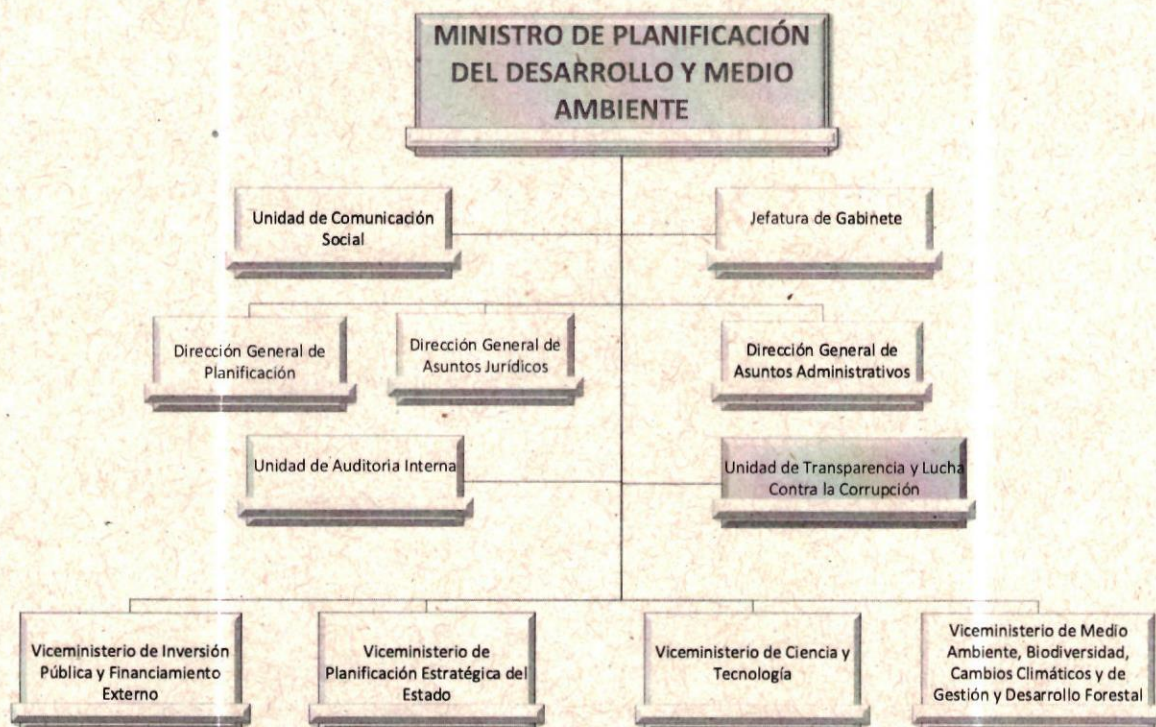 MINISTRO DE PLANIFICACIÓN
DEL DESARROLLO Y MEDIO
AMBIENTE
Unidad de Comunicación
Social
Jefatura de Gabinete
Dirección General de
Planificación
Dirección General de
Asuntos Jurídicos
Dirección General de
Asuntos Administrativos
Unidad de Auditoria Interna
Unidad de Transparencia y Lucha
Contra la Corrupción
Viceministerio de Inversión
Pública y Financiamiento
Externo
Viceministerio de
Planificación Estratégica del
Estado
Viceministerio de Ciencia y
Tecnología
Viceministerio de Medio
Ambiente, Biodiversidad,
Cambios Climáticos y de
Gestión y Desarrollo Forestal